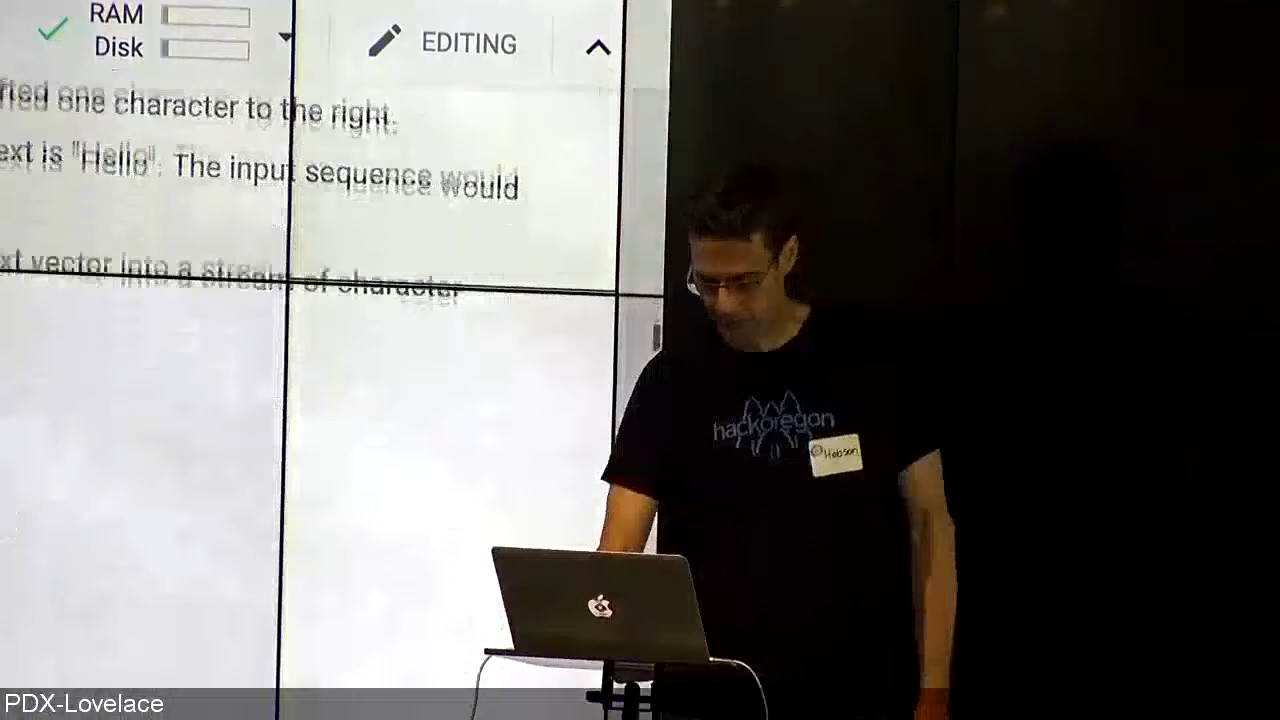 RAM
Disk
EDITING
fted one character to the right.
ext is "Hello". The input sequence would
xt vector into a stream of character
hackoregon
Hobson
PDX-Lovelace